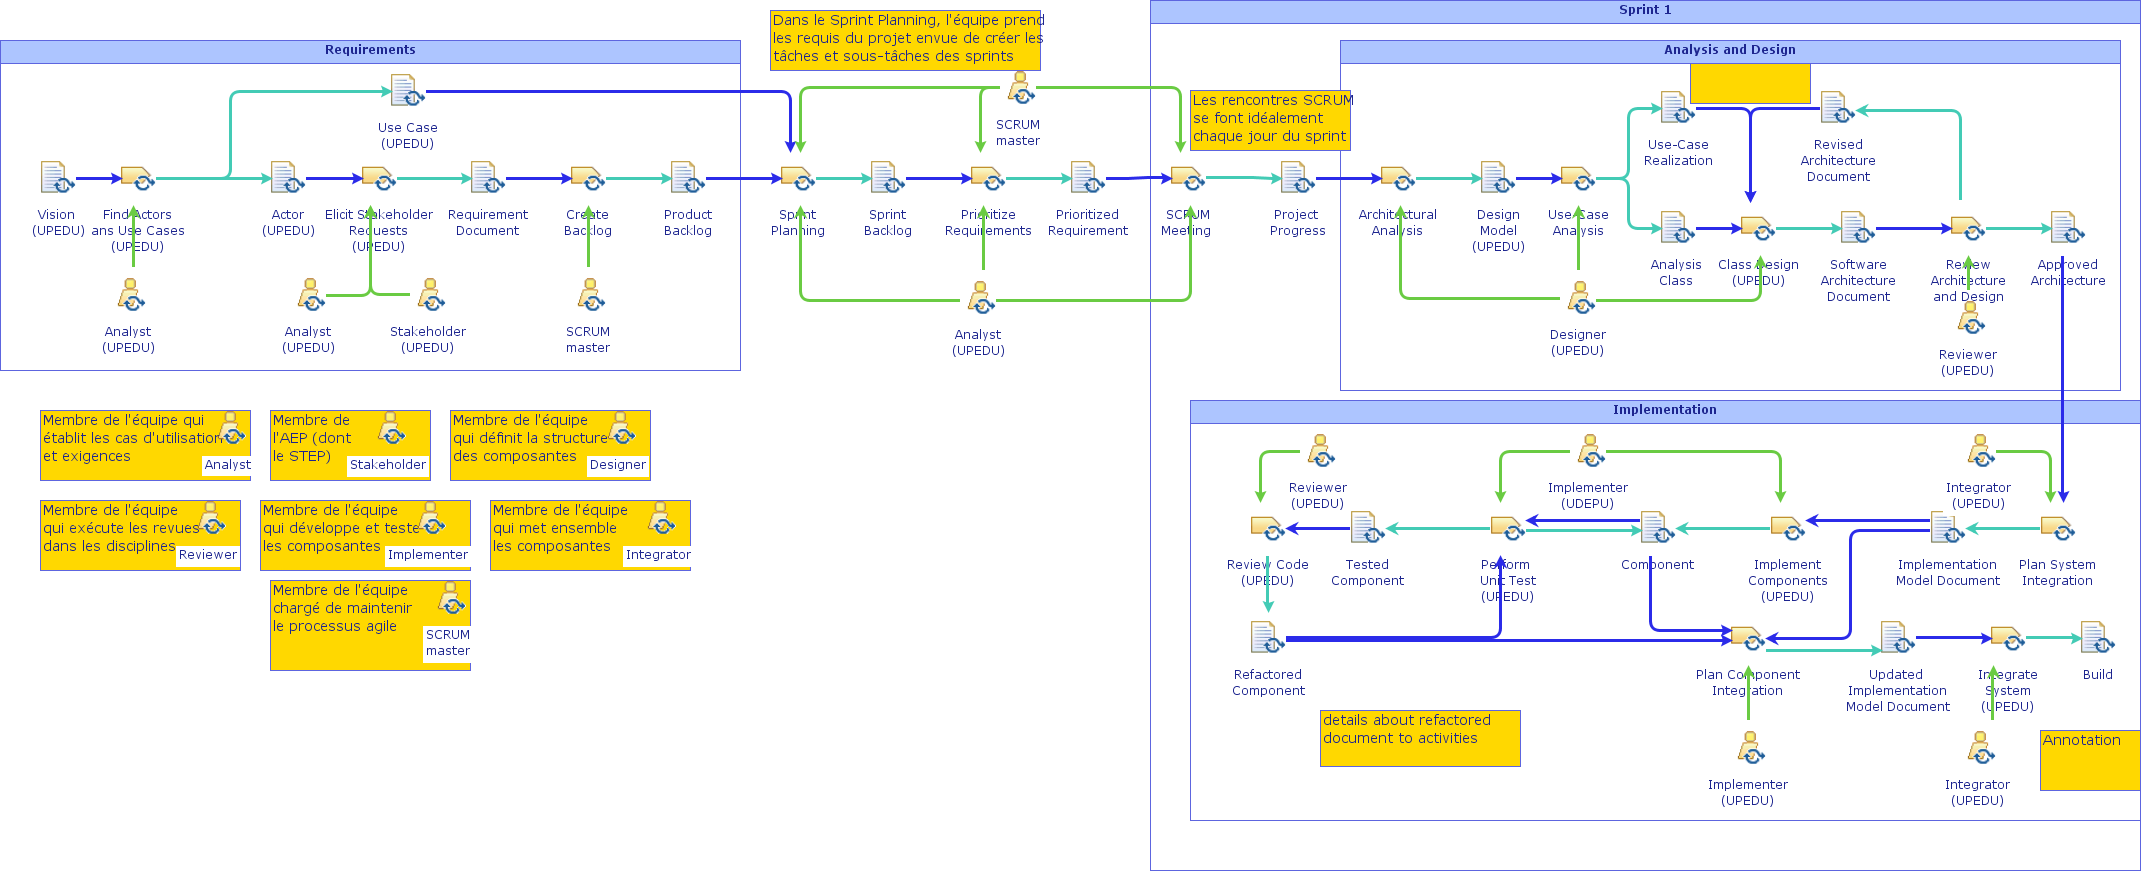 Sprint 1
Dans le Sprint Planning, l'équipe prend
les requis du projet envue de créer les
tâches et sous-tâches des sprints
Requirements
Analysis and Design
Les rencontres SCRUM
se font idéalement
chaque jour du sprint
Use Case
(UPEDU)
SCRUM
master
Use-Case
Realization
Revised
Architecture
Document
Vision
(UPEDU)
Find Actors
ans Use Cases
(UPEDU)
Actor
(UPEDU)
Elicit Stakeholder
Requests
(UPEDU)
Requirement
Document
Create
Backlog
Product
Backlog
Sprint
Planning
Sprint
Backlog
Prioritize
Requirements
Prioritized
Requirement
SCRUM
Meeting
Project
Progress
Architectural
Analysis
Design
Model
(UPEDU)
Use-Case
Analysis
Analysis
Class
Class Design
(UPEDU)
Software
Architecture
Document
Review
Architecture
and Design
Approved
Architecture
Analyst
(UPEDU)
Analyst
(UPEDU)
Stakeholder
(UPEDU)
SCRUM
master
Analyst
(UPEDU)
Designer
(UPEDU)
Reviewer
(UPEDU)
Membre de l'équipe qui
établit les cas d'utilisation
et exigences
Analyst
Membre de
l'AEP (dont
le STEP)
Stakeholder
Membre de l'équipe
qui définit la structure
des composantes
Designer
Membre de l'équipe
qui exécute les revues
dans les disciplines
Reviewer
Membre de l'équipe
qui développe et teste
les composantes
Implementer
Membre de l'équipe
qui met ensemble
les composantes
Integrator
Membre de l'équipe
chargé de maintenir
le processus agile
SCRUM
master
Implementation
Reviewer
(UPEDU)
Implementer
(UDEPU)
Integrator
(UPEDU)
Review Code
(UPEDU)
Tested
Component
Perform
Unit Test
(UPEDU)
Component
Implement
Components
(UPEDU)
Implementation
Model Document
Plan System
Integration
Refactored
Component
Plan Component
Integration
Updated
Implementation
Model Document
Integrate
System
(UPEDU)
Build
details about refactored
document to activities
Annotation
Implementer
(UPEDU)
Integrator
(UPEDU)